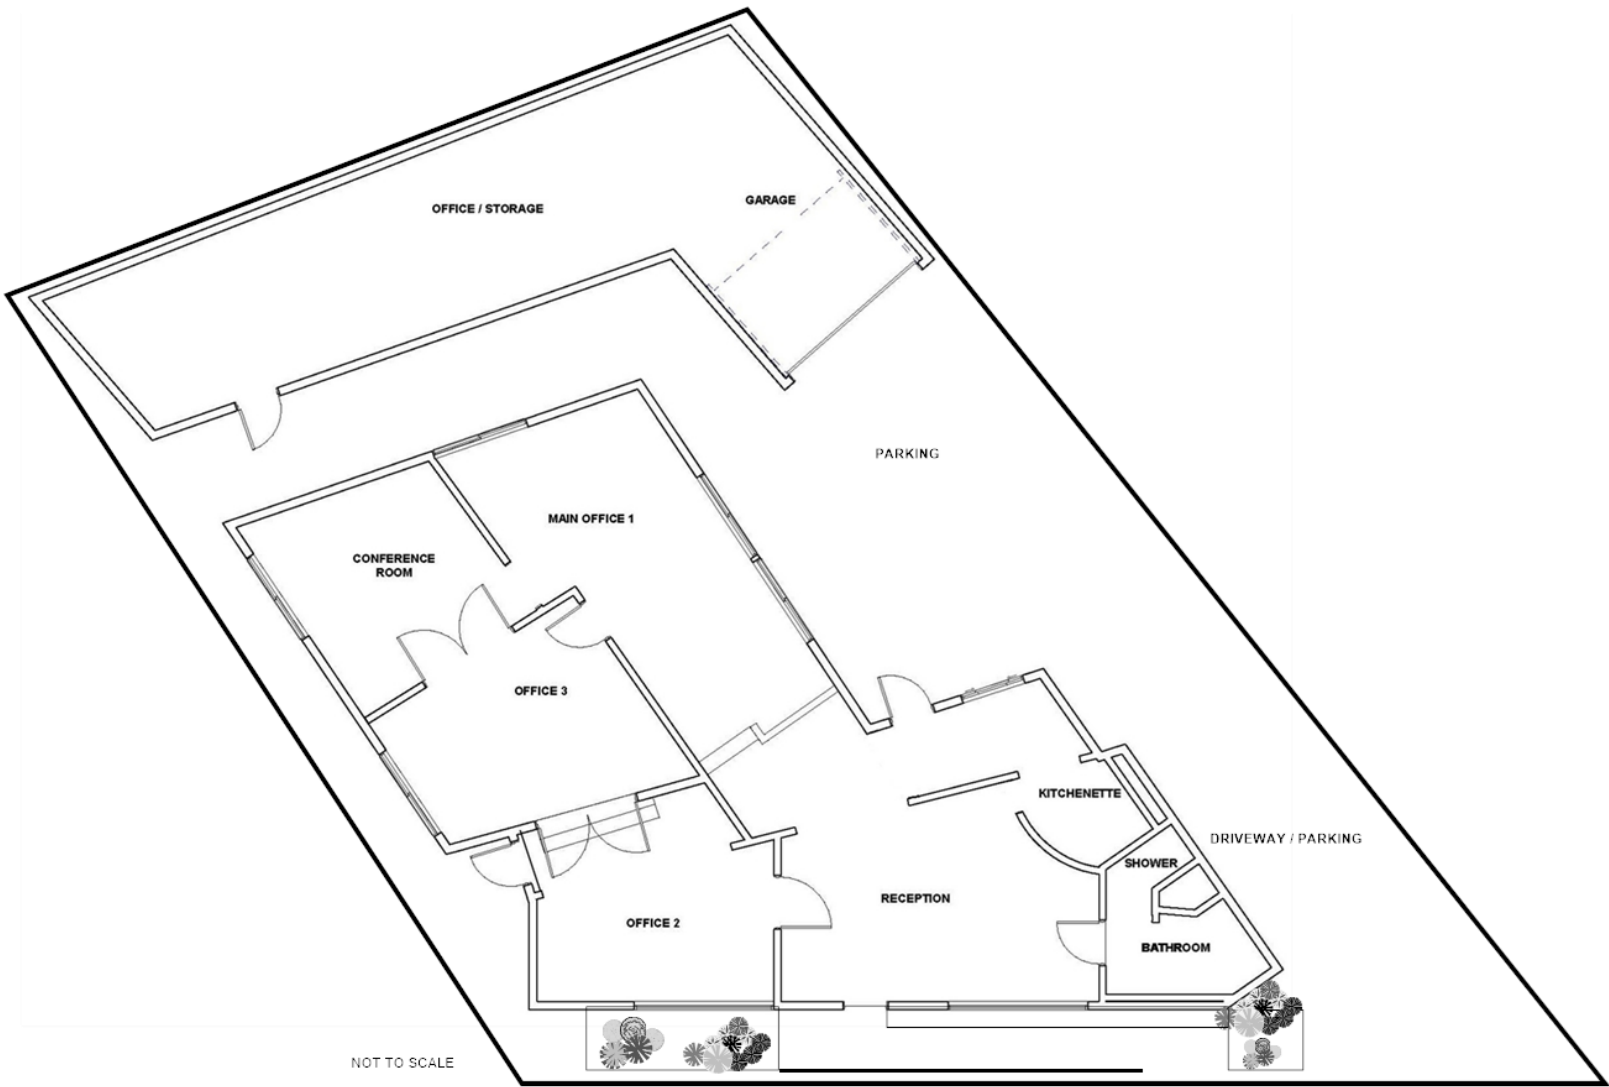 OFFICE / STORAGE
GARAGE
PARKING
MAIN OFFICE 1
CONFERENCE
ROOM
OFFICE 3
KITCHENETTE
DRIVEWAY / PARKING
SHOWER
RECEPTION
OFFICE 2
BATHROOM
NOT TO SCALE